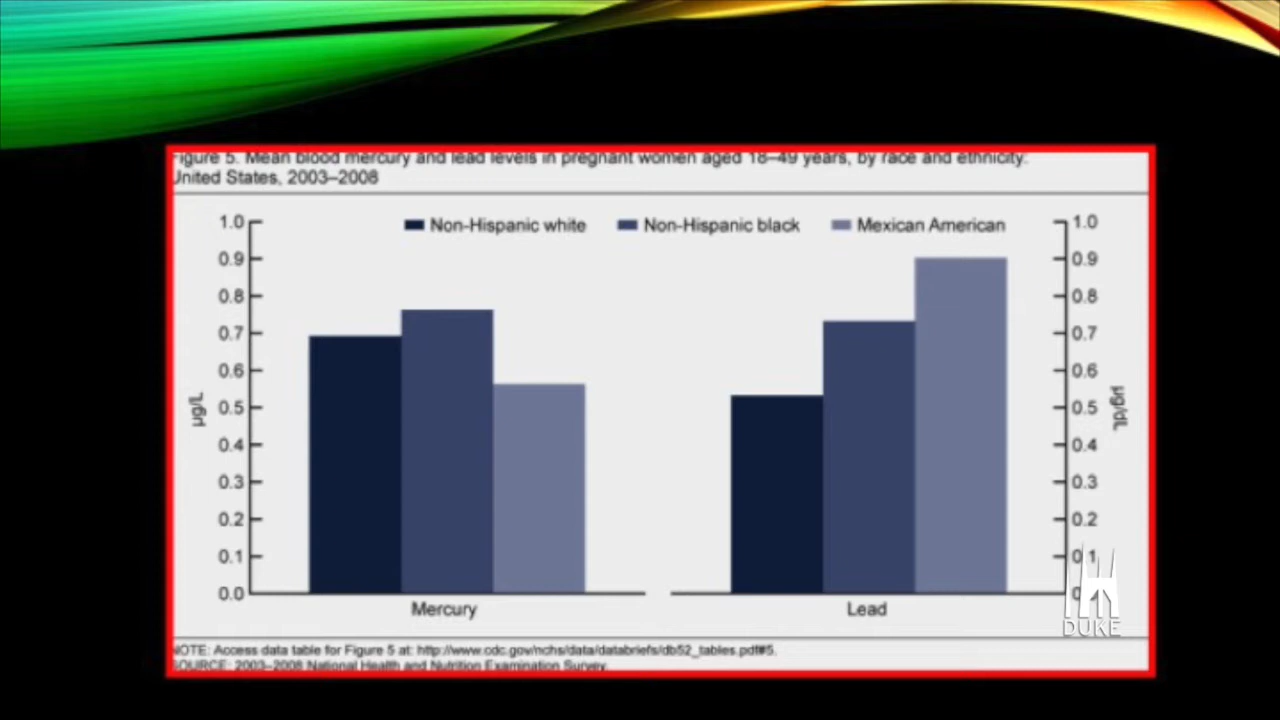 Figure 5. Mean blood mercury and lead levels in pregnant women aged 18–49 years, by race and ethnicity:
United States, 2003–2008
Non-Hispanic white
Non-Hispanic black
Mexican American
1.0
0.9
0.8
0.7
0.6
0.5
0.4
0.3
0.2
0.1
0.0
µg/L
1.0
0.9
0.8
0.7
0.6
0.5
0.4
0.3
0.2
0.1
µg/dL
Mercury
Lead
DUKE
NOTE: Access data table for Figure 5 at: http://www.cdc.gov/nchs/data/databriefs/db52_tables.pdf#5.
SOURCE: 2003–2008 National Health and Nutrition Examination Survey.